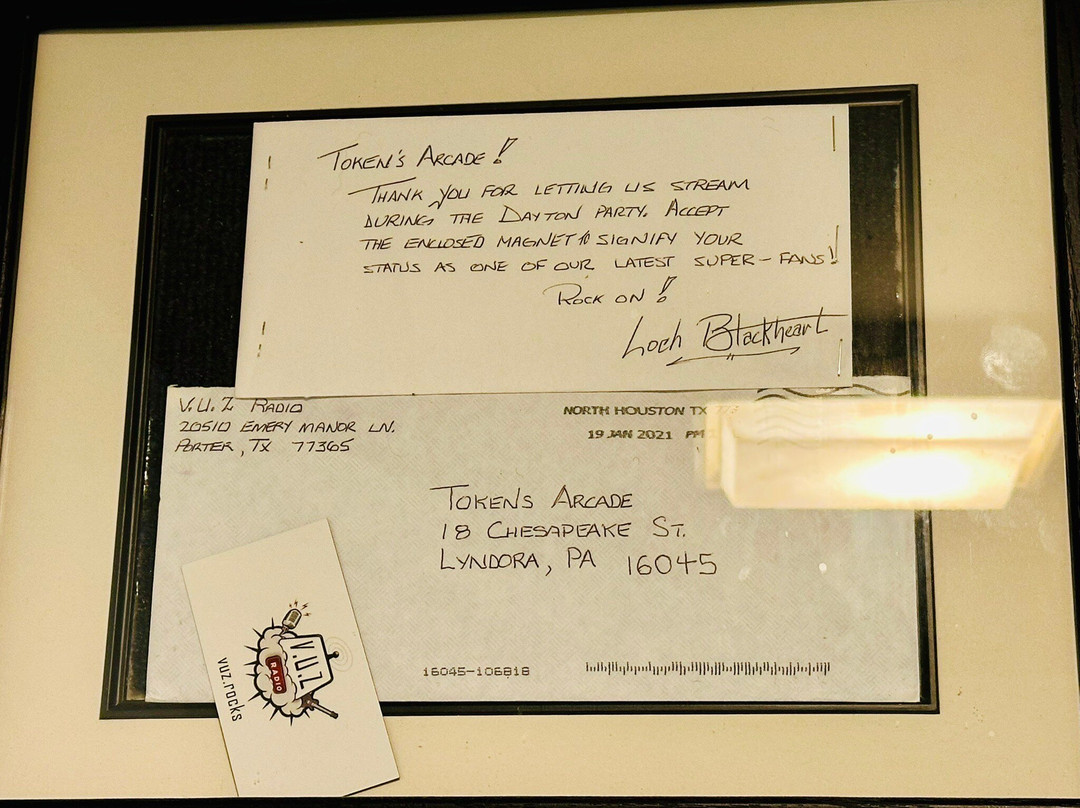 TOKEN'S ARCADE!
THANK YOU FOR LETTING US STREAM
DURING THE DAYTON PARTY. ACCEPT
THE ENCLOSED MAGNET to SIGNIFY YOUR
STATUS AS ONE OF OUR LATEST SUPER-FANS!
ROCK ON!
Loch Blackheart
V.U.Z RADIO
20510 EMERY MANOR LN.
PORTER, TX 77365
NORTH HOUSTON TX 773
19 JAN 2021 PM
TOKENS ARCADE
18 CHESAPEAKE ST.
LYNDORA, PA 16045
16045-106818
V.U.Z
RADIO
vuz.rocks